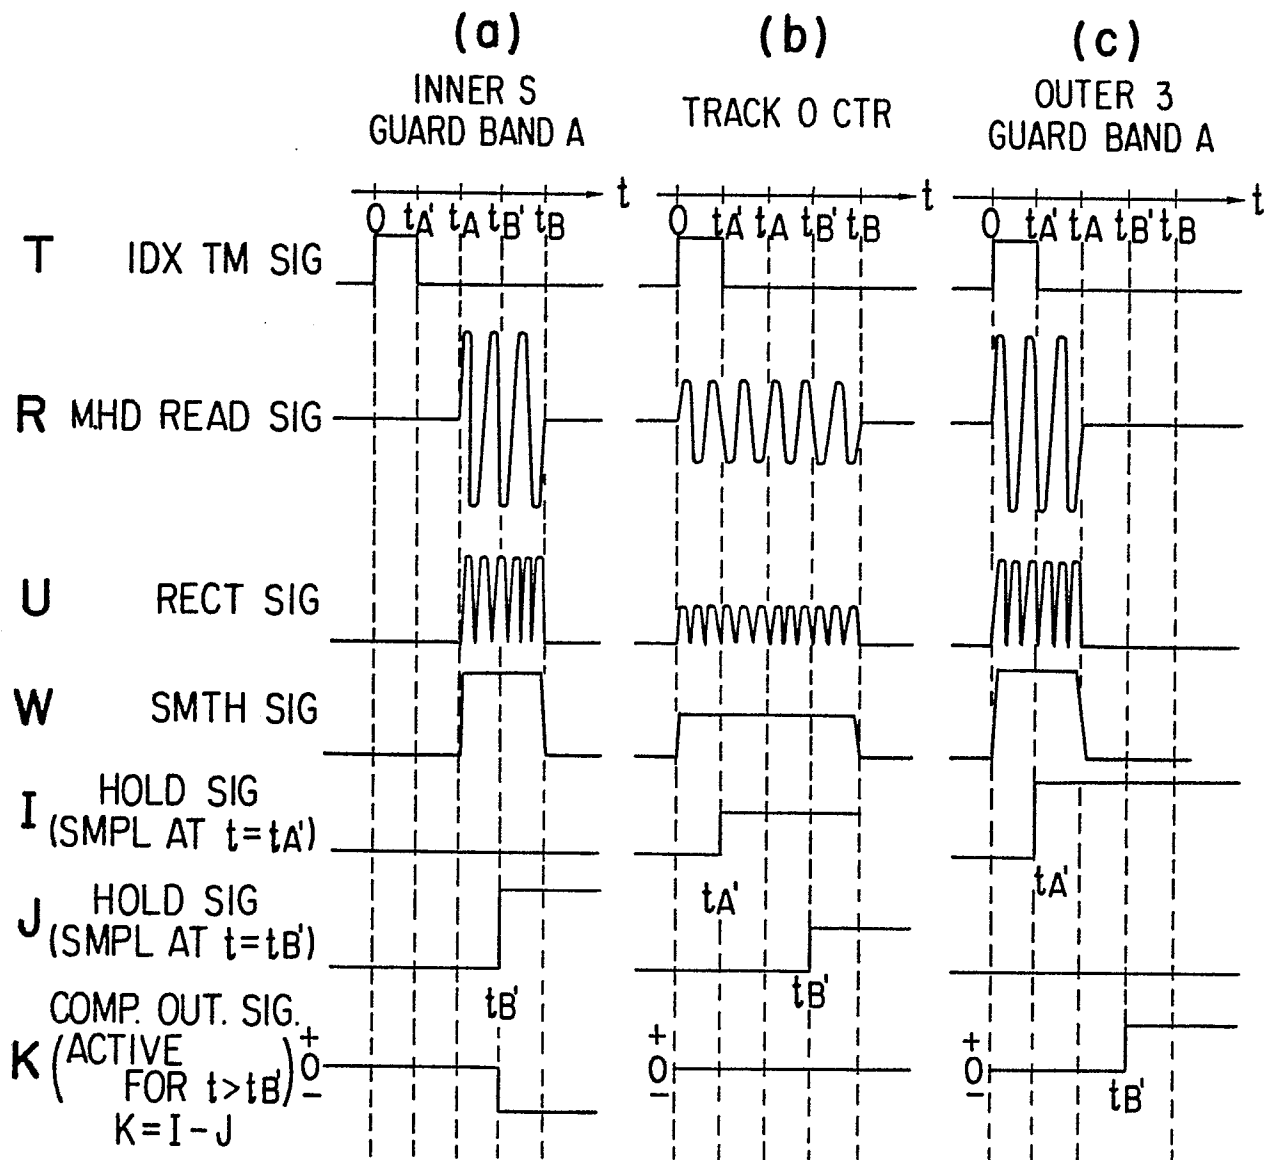 (a)
INNER S
GUARD BAND A
(b)
TRACK 0 CTR
(c)
OUTER 3
GUARD BAND A
t
t
t
0 tA' tA tB' tB
0 tA' tA tB' tB
0 tA' tA tB' tB
T IDX TM SIG
R M.HD READ SIG
U RECT SIG
W SMTH SIG
I HOLD SIG
(SMPL AT t=tA')
tA'
tA'
J HOLD SIG
(SMPL AT t=tB')
tB'
tB'
COMP. OUT. SIG.
K (ACTIVE
FOR t>tB')
K=I-J
+
0
-
+
0
-
+
0
-
tB'